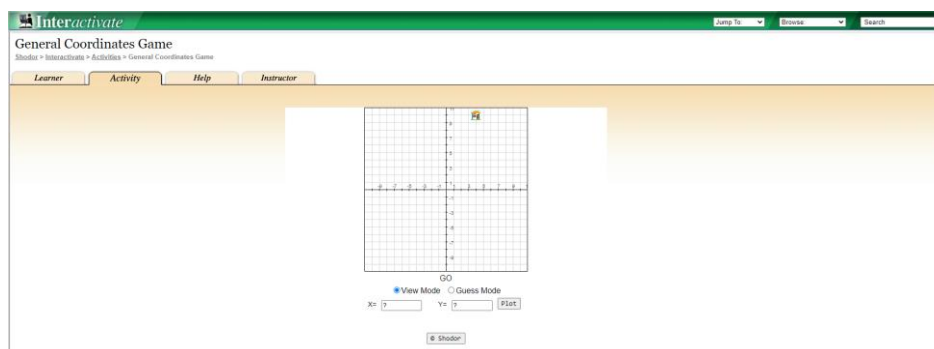 Interactivate
Jump To Browse Search
General Coordinates Game
Shodor > Interactivate > Activities > General Coordinates Game
Learner Activity Help Instructor
GO
View Mode Guess Mode
X= ? Y= ? Plot
@ Shodor